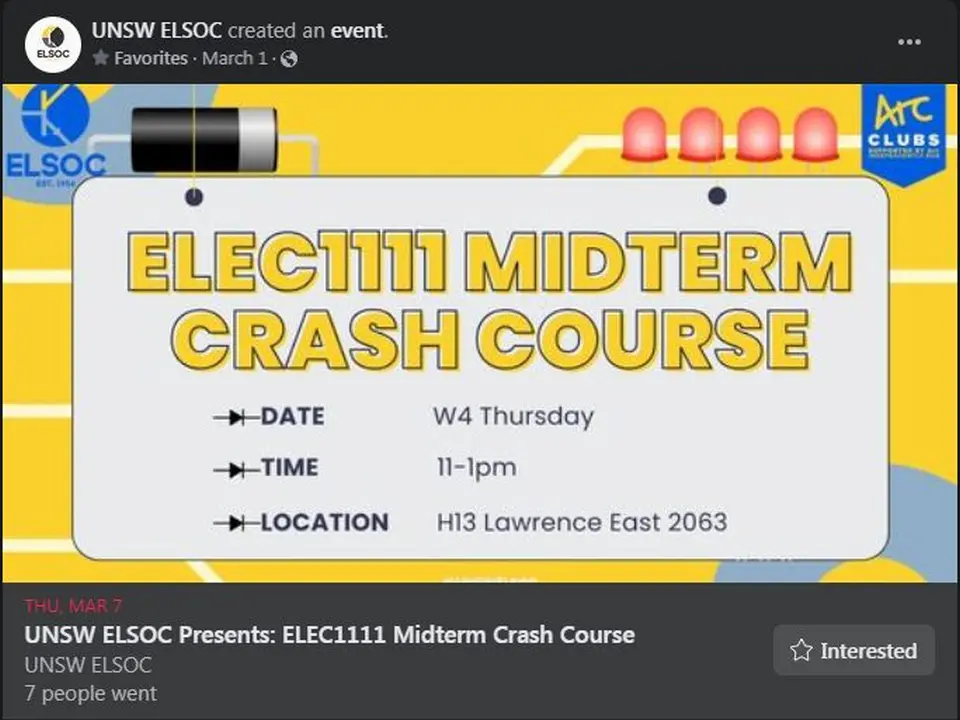 UNSW ELSOC created an event.
Favorites · March 1 ·
ELSOC
ELSOC
EST. 1956
ArC
CLUBS
ELEC1111 MIDTERM
CRASH COURSE
DATE W4 Thursday
TIME 11-1pm
LOCATION H13 Lawrence East 2063
THU, MAR 7
UNSW ELSOC Presents: ELEC1111 Midterm Crash Course
UNSW ELSOC
7 people went
Interested